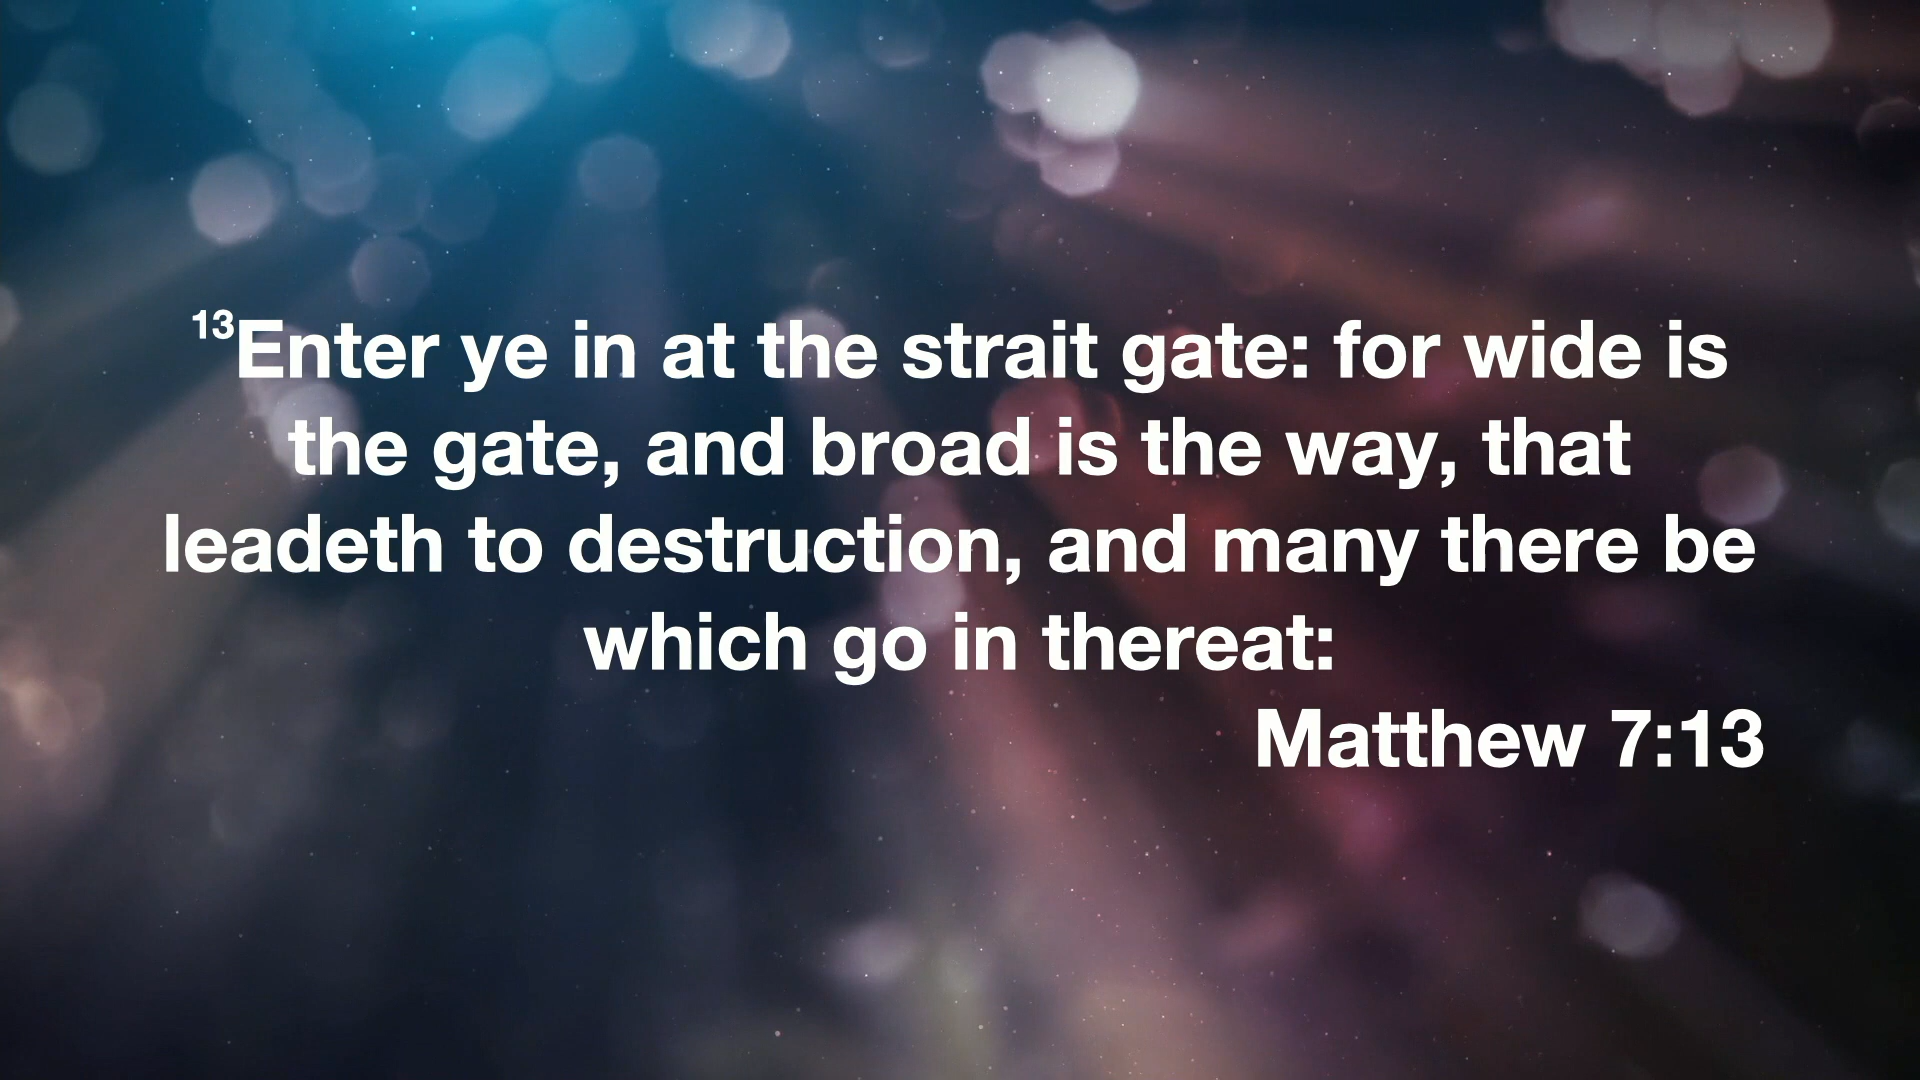 13Enter ye in at the strait gate: for wide is
the gate, and broad is the way, that
leadeth to destruction, and many there be
which go in thereat:
Matthew 7:13